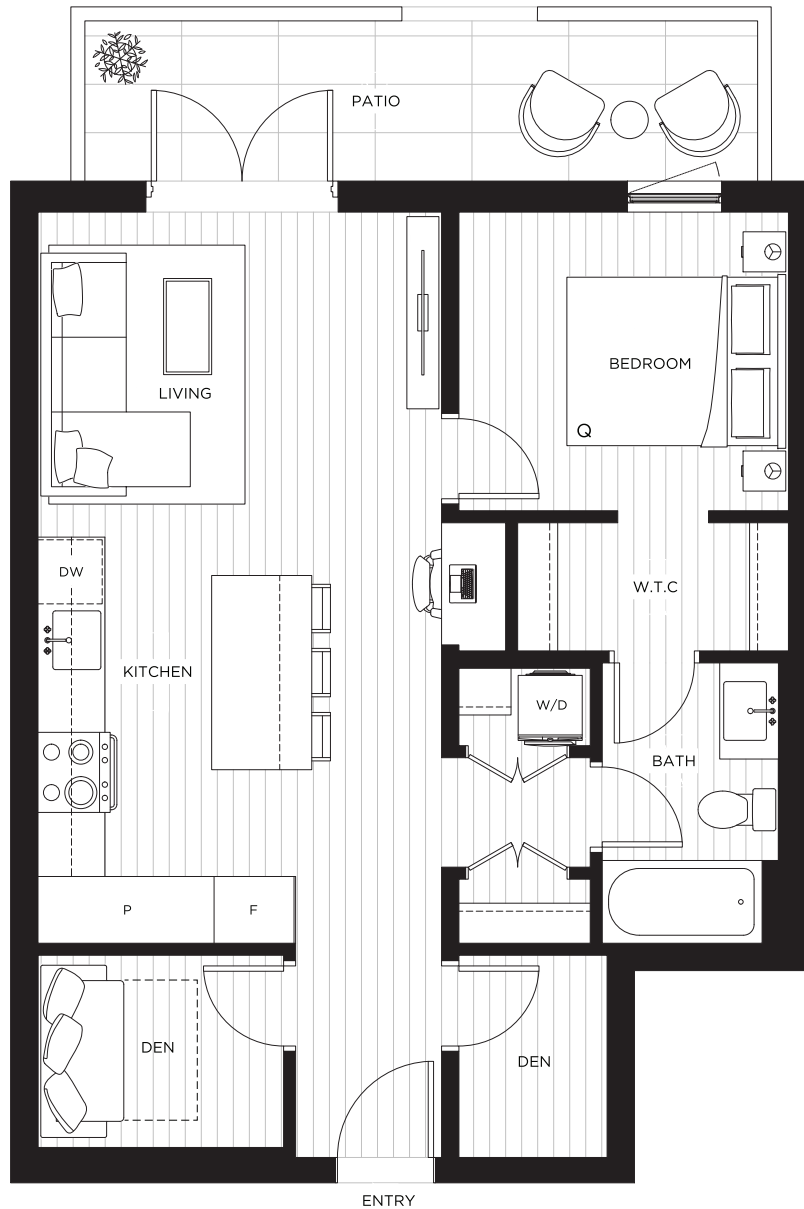 PATIO
LIVING
BEDROOM
Q
DW
W.T.C
KITCHEN
W/D
BATH
P
F
DEN
DEN
ENTRY